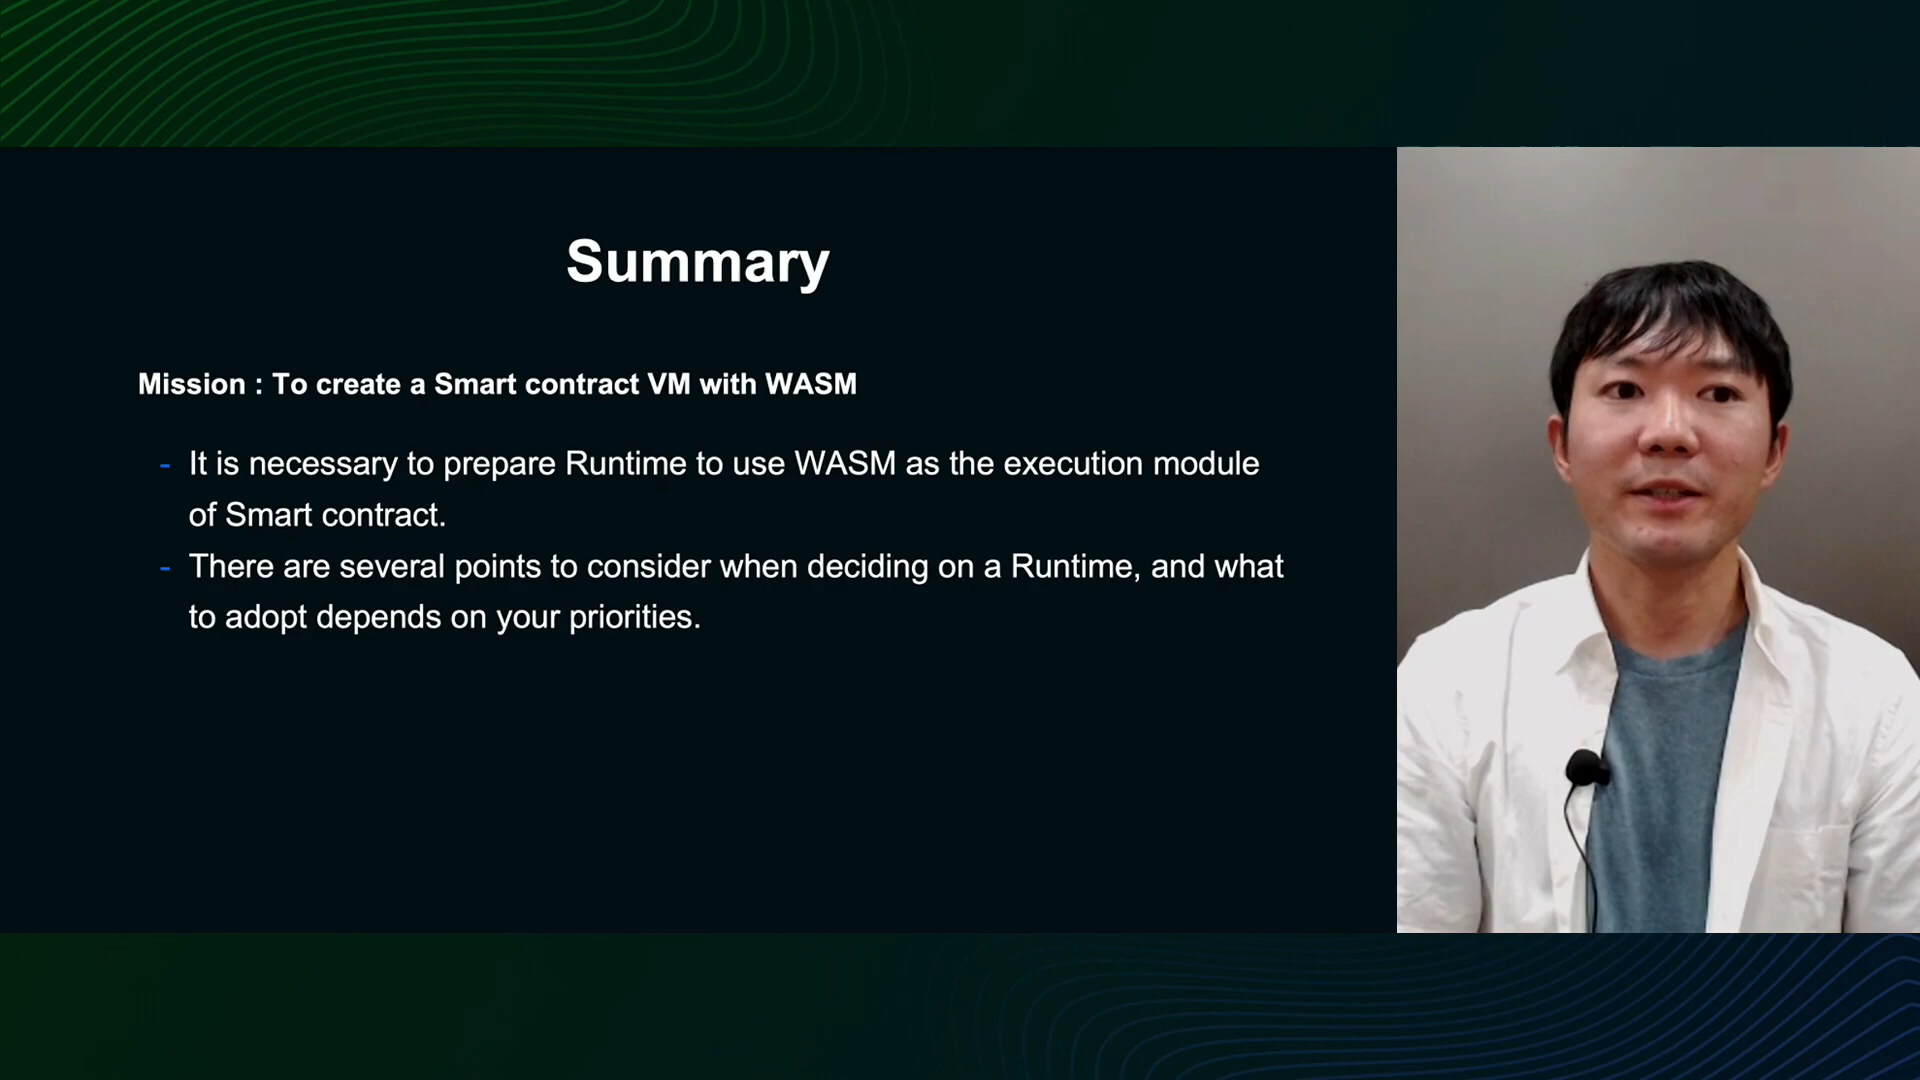 Summary
Mission : To create a Smart contract VM with WASM
- It is necessary to prepare Runtime to use WASM as the execution module
of Smart contract.
- There are several points to consider when deciding on a Runtime, and what
to adopt depends on your priorities.